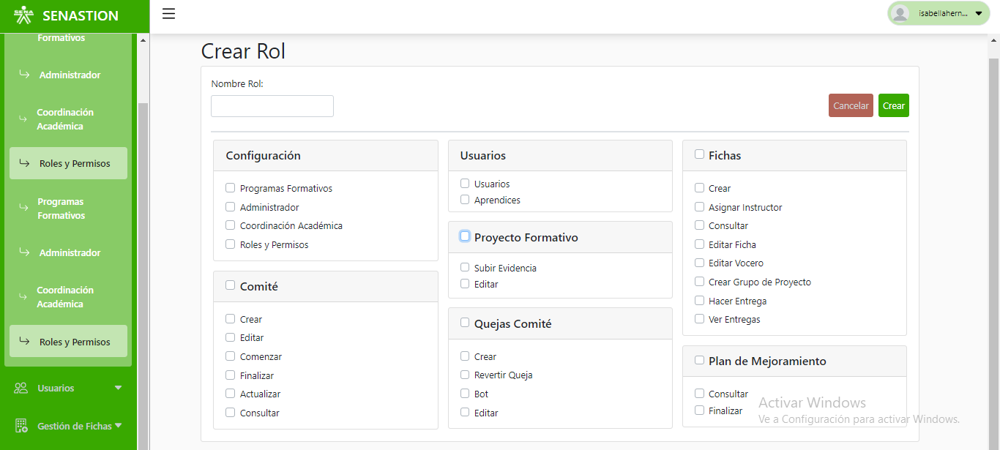 SENA
SENASTION
isabellahern...
Formativos
Administrador
Coordinación
Académica
Roles y Permisos
Programas
Formativos
Administrador
Coordinación
Académica
Roles y Permisos
Usuarios
Gestión de Fichas
Crear Rol
Nombre Rol:
Cancelar
Crear
Configuración
Programas Formativos
Administrador
Coordinación Académica
Roles y Permisos
Comité
Crear
Editar
Comenzar
Finalizar
Actualizar
Consultar
Usuarios
Usuarios
Aprendices
Proyecto Formativo
Subir Evidencia
Editar
Quejas Comité
Crear
Revertir Queja
Bot
Editar
Fichas
Crear
Asignar Instructor
Consultar
Editar Ficha
Editar Vocero
Crear Grupo de Proyecto
Hacer Entrega
Ver Entregas
Plan de Mejoramiento
Consultar
Finalizar
Activar Windows
Ve a Configuración para activar Windows.